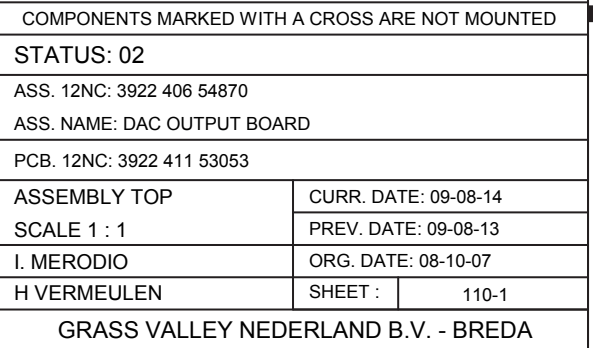 COMPONENTS MARKED WITH A CROSS ARE NOT MOUNTED
STATUS: 02
ASS. 12NC: 3922 406 54870
ASS. NAME: DAC OUTPUT BOARD
PCB. 12NC: 3922 411 53053
ASSEMBLY TOP
CURR. DATE: 09-08-14
SCALE 1 : 1
PREV. DATE: 09-08-13
I. MERODIO
ORG. DATE: 08-10-07
H VERMEULEN
SHEET :
110-1
GRASS VALLEY NEDERLAND B.V. - BREDA